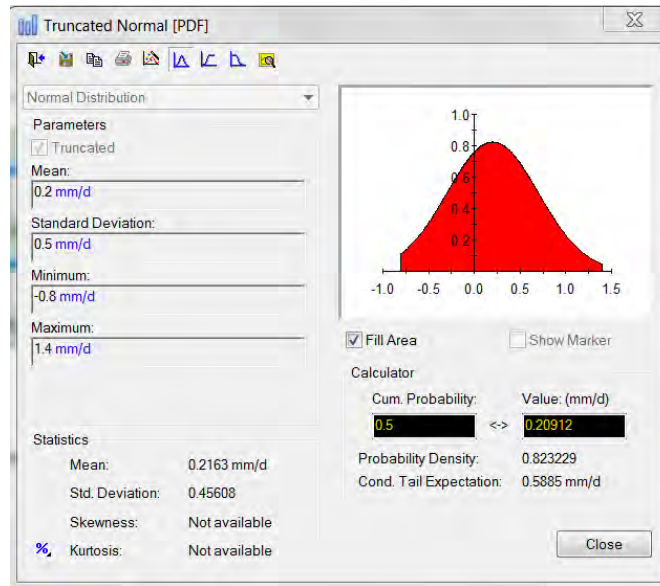 Truncated Normal [PDF]
Normal Distribution
Parameters
Truncated
Mean:
0.2 mm/d
Standard Deviation:
0.5 mm/d
Minimum:
-0.8 mm/d
Maximum:
1.4 mm/d
Statistics
Mean: 0.2163 mm/d
Std. Deviation: 0.45608
Skewness: Not available
%, Kurtosis: Not available
1.0
0.8
0.6
0.4
0.2
-1.0 -0.5 0.0 0.5 1.0 1.5
Fill Area Show Marker
Calculator
Cum. Probability: Value: (mm/d)
0.5 <-> 0.20912
Probability Density: 0.823229
Cond. Tail Expectation: 0.5885 mm/d
Close